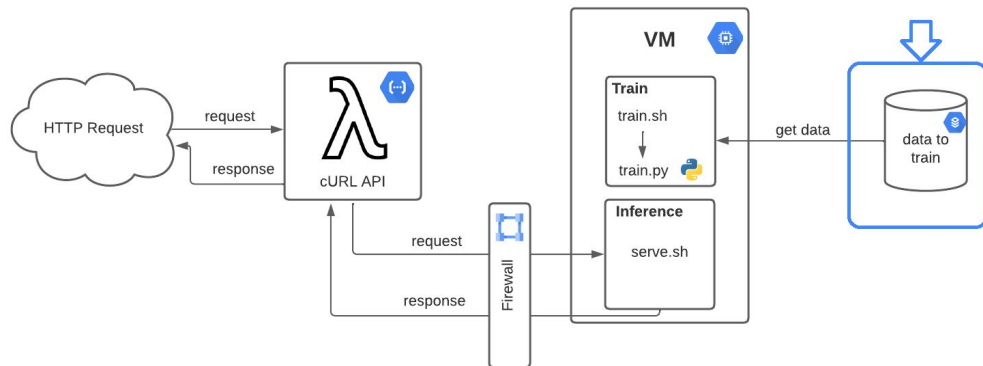 HTTP Request
request
response
λ
cURL API
request
response
Firewall
VM
Train
train.sh
train.py
Inference
serve.sh
get data
data to
train